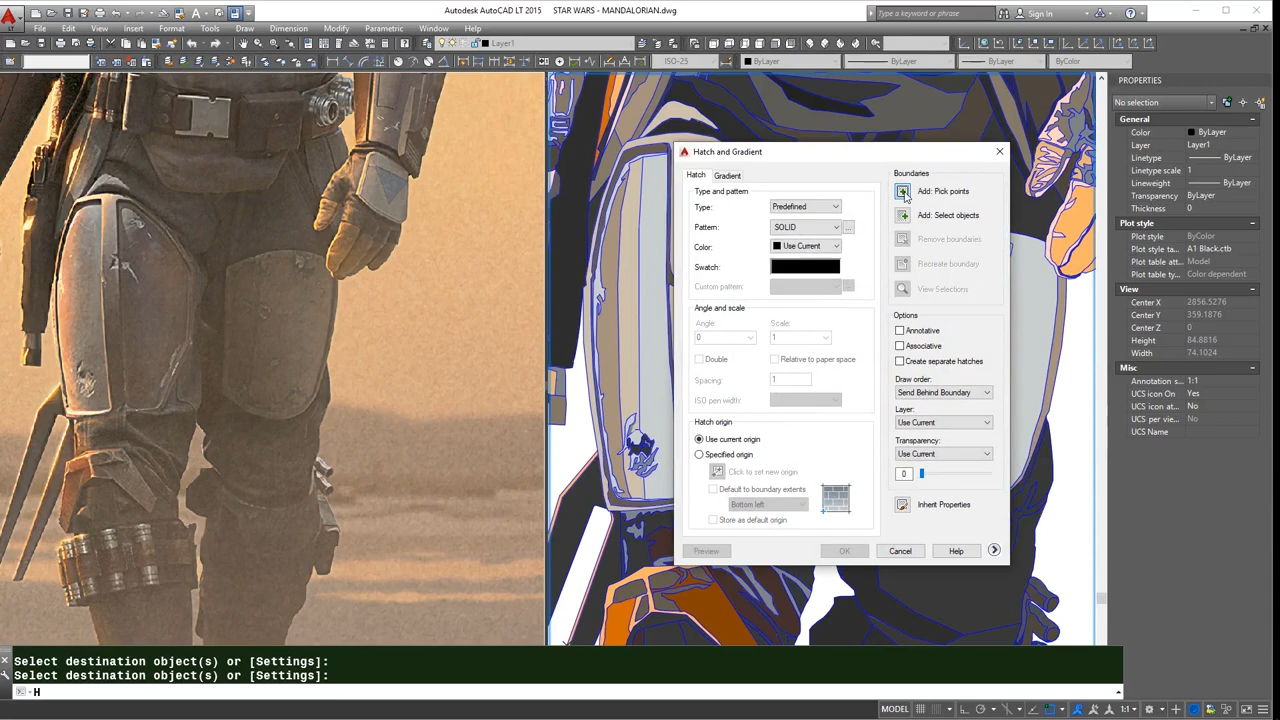 Autodesk AutoCAD LT 2015 STAR WARS - MANDALORIAN.dwg
Type a keyword or phrase
Sign In
LT
File Edit View Insert Format Tools Draw Dimension Modify Parametric Window Help
Layer1
ISO-25
ByLayer
ByLayer
ByLayer
ByColor
Hatch and Gradient
Hatch Gradient
Type and pattern
Type: Predefined
Pattern: SOLID
Color: Use Current
Swatch:
Custom pattern:
Angle and scale
Angle: Scale:
0 1
Double Relative to paper space
Spacing: 1
ISO pen width:
Hatch origin
Use current origin
Specified origin
Click to set new origin
Default to boundary extents
Bottom left
Store as default origin
Boundaries
Add: Pick points
Add: Select objects
Remove boundaries
Recreate boundary
View Selections
Options
Annotative
Associative
Create separate hatches
Draw order:
Send Behind Boundary
Layer:
Use Current
Transparency:
Use Current
0
Inherit Properties
Preview OK Cancel Help
PROPERTIES
No selection
General
Color ByLayer
Layer Layer1
Linetype ByLayer
Linetype scale 1
Lineweight ByLayer
Transparency ByLayer
Thickness 0
Plot style
Plot style ByColor
Plot style ta... A1 Black.ctb
Plot table att... Model
Plot table ty... Color dependent
View
Center X 2856.5276
Center Y 359.1876
Center Z 0
Height 84.8816
Width 74.1024
Misc
Annotation s... 1:1
UCS icon On Yes
UCS icon at... No
UCS per vie... No
UCS Name
Select destination object(s) or [Settings]:
Select destination object(s) or [Settings]:
H
MODEL
1:1